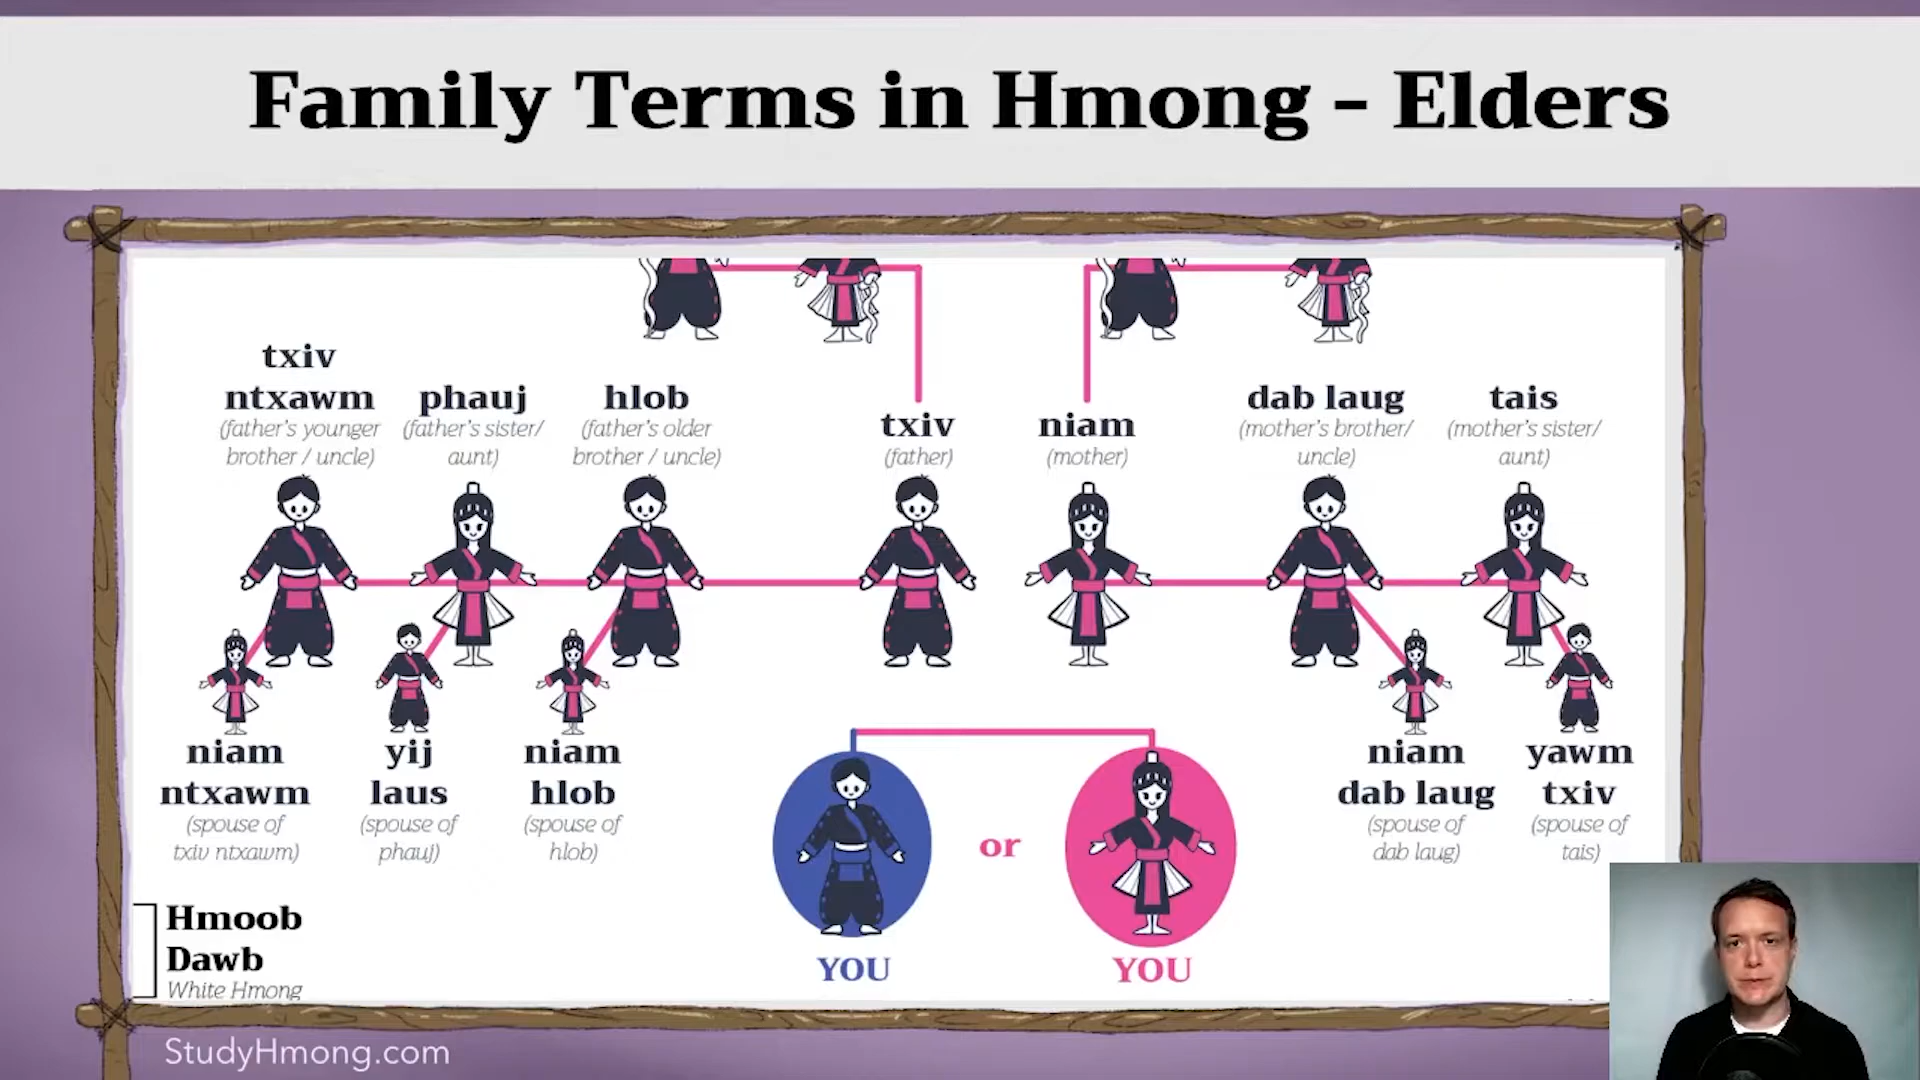 Family Terms in Hmong - Elders
txiv
ntxawm
(father's younger
brother / uncle)
phauj
(father's sister/
aunt)
hlob
(father's older
brother / uncle)
txiv
(father)
niam
(mother)
dab laug
(mother's brother/
uncle)
tais
(mother's sister/
aunt)
niam
ntxawm
(spouse of
txiv ntxawm)
yij
laus
(spouse of
phauj)
niam
hlob
(spouse of
hlob)
niam
dab laug
(spouse of
dab laug)
yawm
txiv
(spouse of
tais)
or
YOU
YOU
Hmoob
Dawb
White Hmong
StudyHmong.com